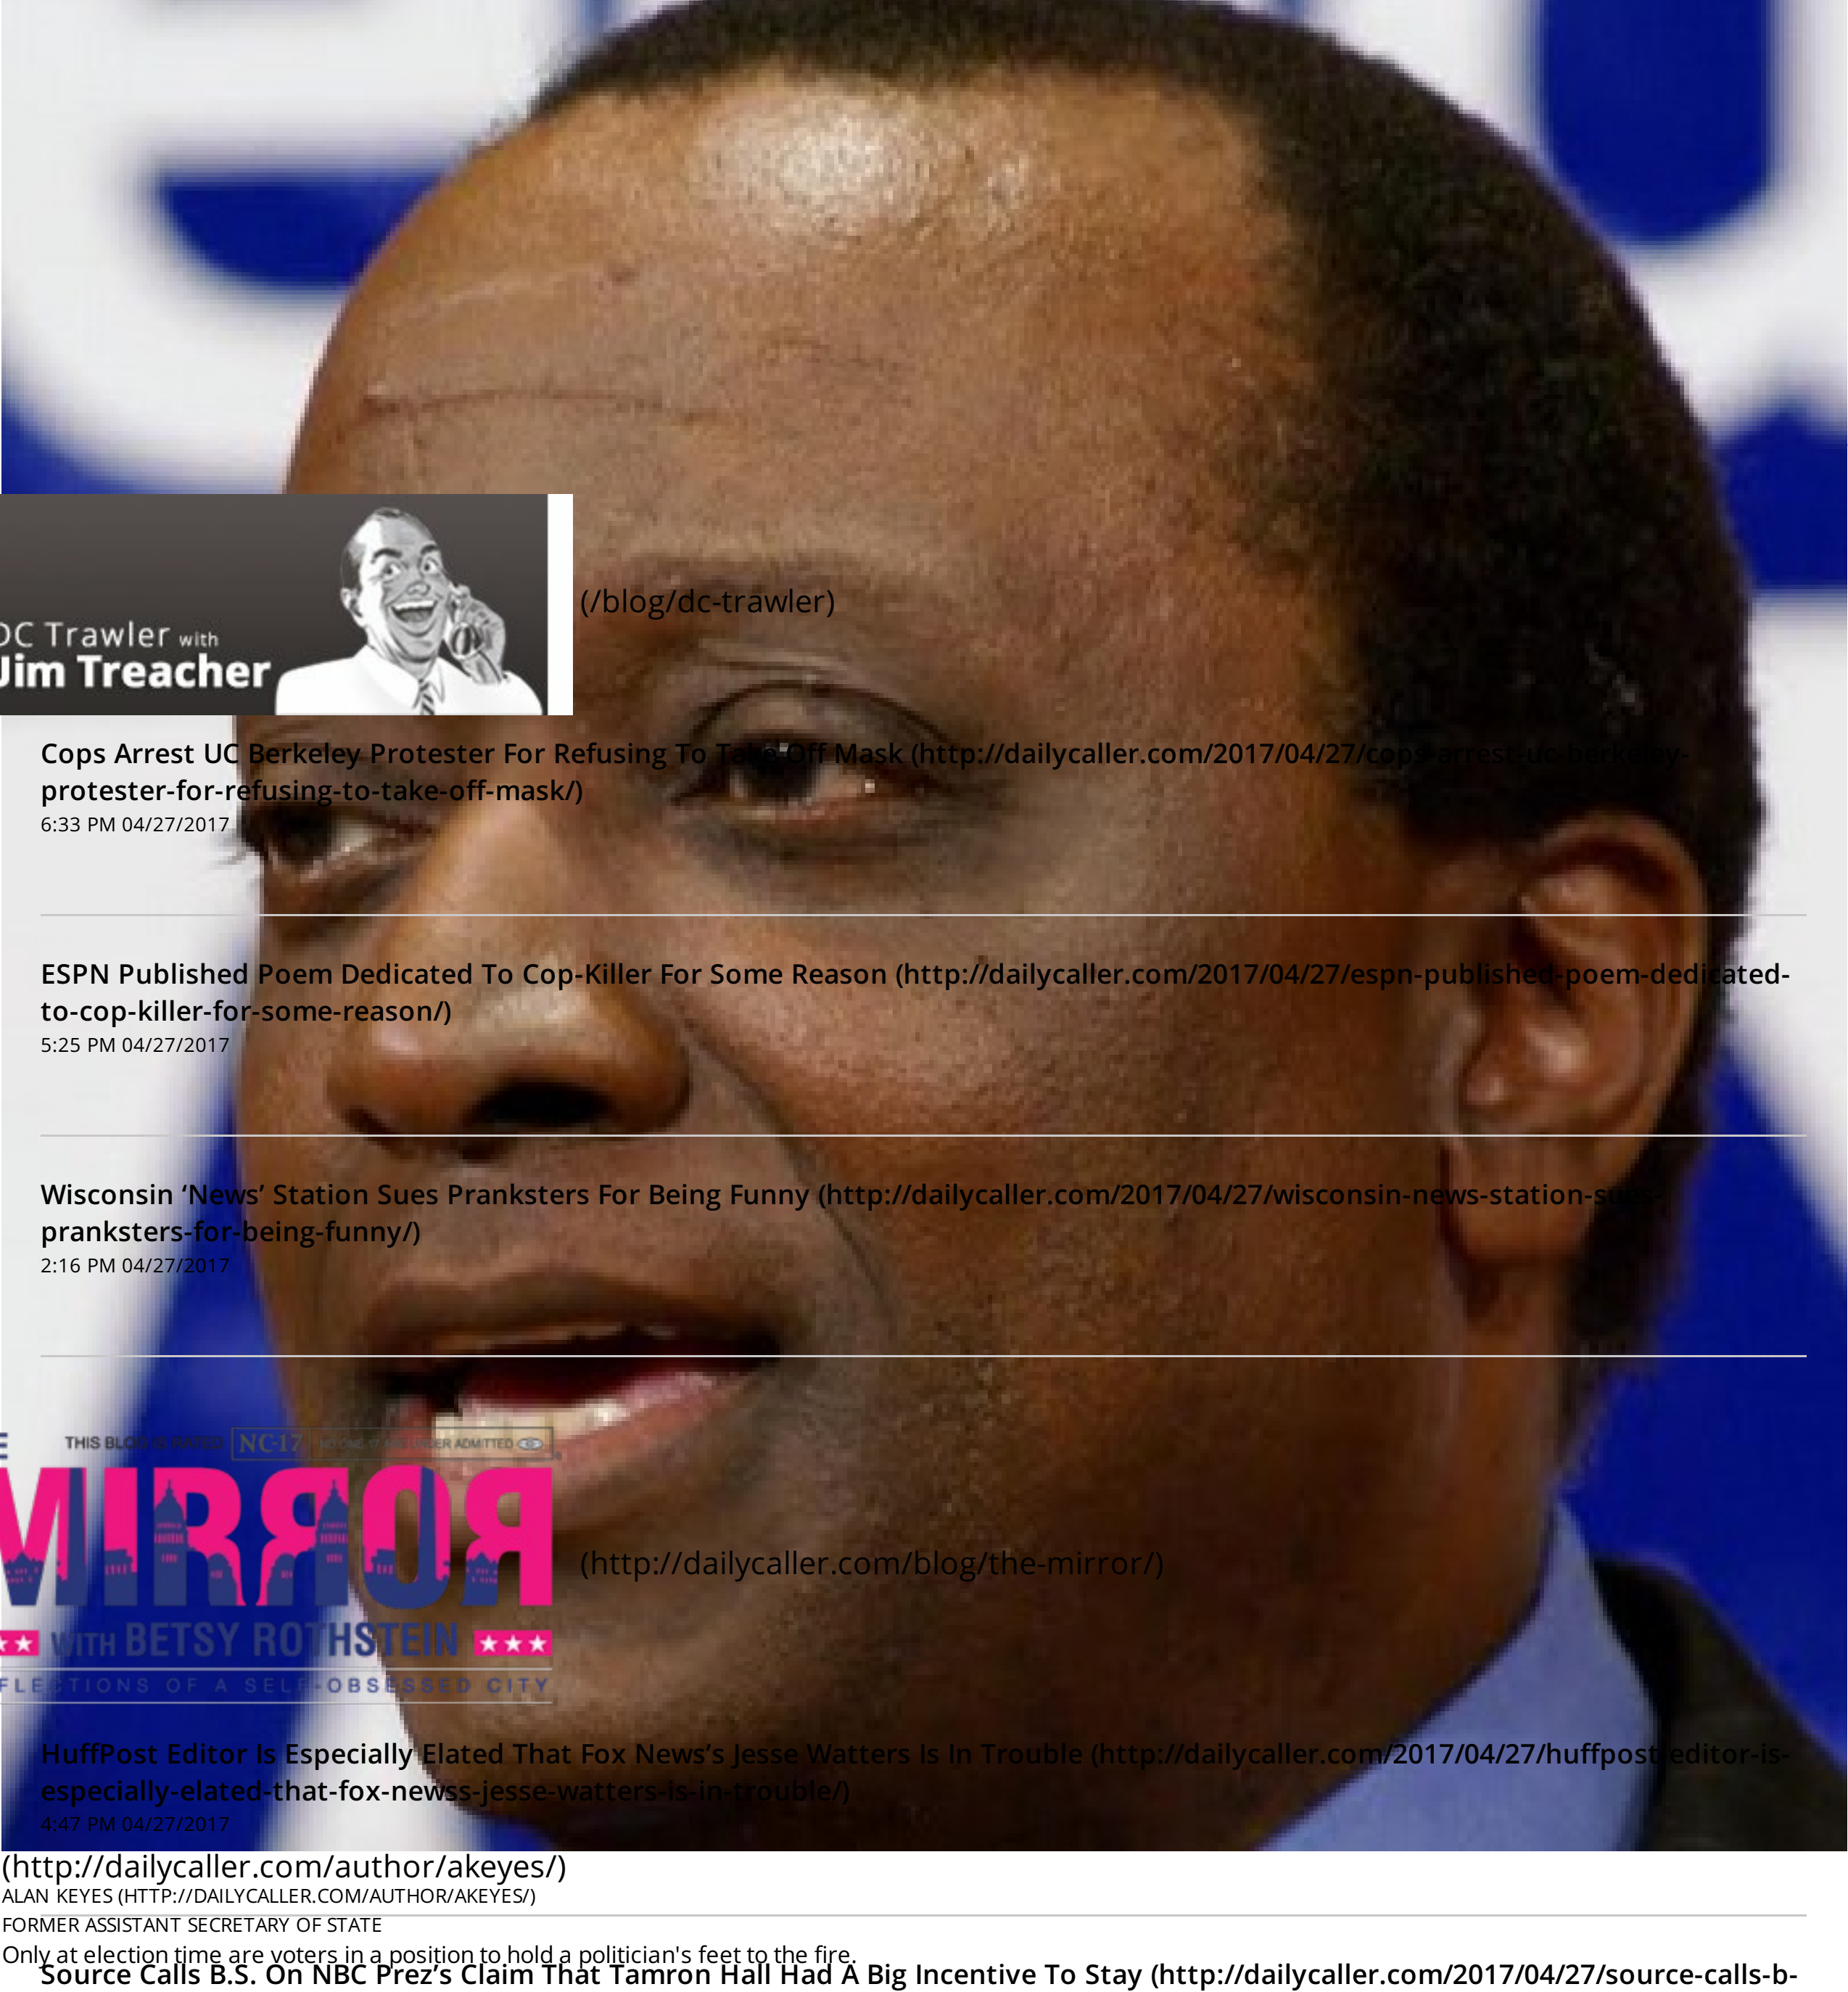 (/blog/dc-trawler)
DC Trawler with
Jim Treacher
Cops Arrest UC Berkeley Protester For Refusing To Take Off Mask (http://dailycaller.com/2017/04/27/cops-arrest-uc-berkeley-
protester-for-refusing-to-take-off-mask/)
6:33 PM 04/27/2017
ESPN Published Poem Dedicated To Cop-Killer For Some Reason (http://dailycaller.com/2017/04/27/espn-published-poem-dedicated-
to-cop-killer-for-some-reason/)
5:25 PM 04/27/2017
Wisconsin ‘News’ Station Sues Pranksters For Being Funny (http://dailycaller.com/2017/04/27/wisconsin-news-station-sues-
pranksters-for-being-funny/)
2:16 PM 04/27/2017
THIS BLOG IS RATED NC-17 NO ONE 17 AND UNDER ADMITTED
MIRROR
(http://dailycaller.com/blog/the-mirror/)
WITH BETSY ROTHSTEIN
FLECTIONS OF A SELF-OBSESSED CITY
HuffPost Editor Is Especially Elated That Fox News’s Jesse Watters Is In Trouble (http://dailycaller.com/2017/04/27/huffpost-editor-is-
especially-elated-that-fox-newss-jesse-watters-is-in-trouble/)
4:47 PM 04/27/2017
(http://dailycaller.com/author/akeyes/)
ALAN KEYES (HTTP://DAILYCALLER.COM/AUTHOR/AKEYES/)
FORMER ASSISTANT SECRETARY OF STATE
Only at election time are voters in a position to hold a politician's feet to the fire.
Source Calls B.S. On NBC Prez’s Claim That Tamron Hall Had A Big Incentive To Stay (http://dailycaller.com/2017/04/27/source-calls-b-